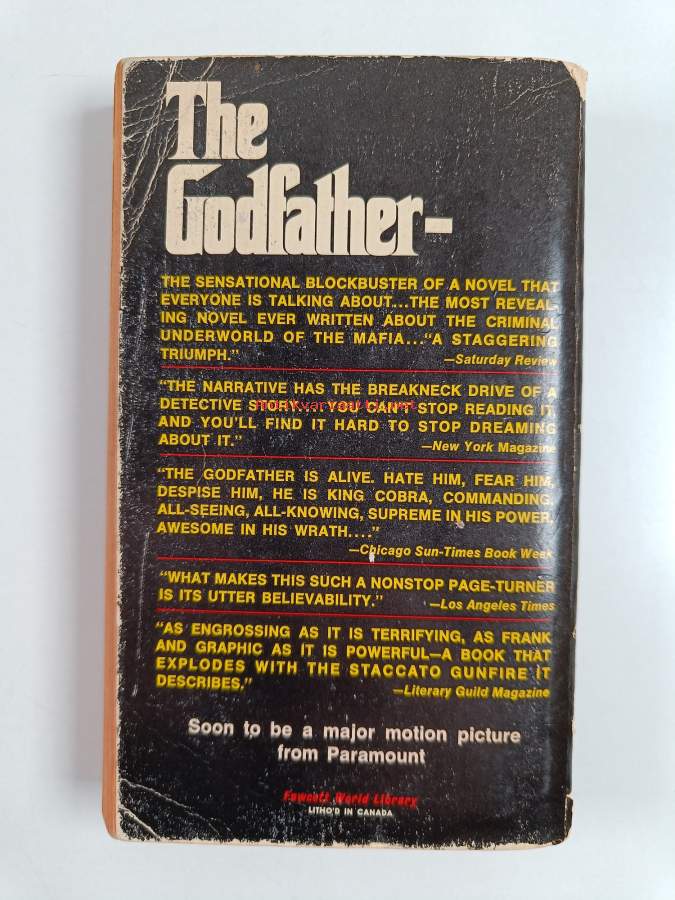 The
Godfather-
THE SENSATIONAL BLOCKBUSTER OF A NOVEL THAT
EVERYONE IS TALKING ABOUT...THE MOST REVEAL-
ING NOVEL EVER WRITTEN ABOUT THE CRIMINAL
UNDERWORLD OF THE MAFIA..."A STAGGERING
TRIUMPH." —Saturday Review
"THE NARRATIVE HAS THE BREAKNECK DRIVE OF A
DETECTIVE STORY... YOU CAN'T STOP READING IT,
AND YOU'LL FIND IT HARD TO STOP DREAMING
ABOUT IT." —New York Magazine
"THE GODFATHER IS ALIVE. HATE HIM, FEAR HIM,
DESPISE HIM, HE IS KING COBRA, COMMANDING,
ALL-SEEING, ALL-KNOWING, SUPREME IN HIS POWER,
AWESOME IN HIS WRATH...."
—Chicago Sun-Times Book Week
"WHAT MAKES THIS SUCH A NONSTOP PAGE-TURNER
IS ITS UTTER BELIEVABILITY." —Los Angeles Times
"AS ENGROSSING AS IT IS TERRIFYING, AS FRANK
AND GRAPHIC AS IT IS POWERFUL—A BOOK THAT
EXPLODES WITH THE STACCATO GUNFIRE IT
DESCRIBES." —Literary Guild Magazine
Soon to be a major motion picture
from Paramount
Fawcett World Library
LITHO'D IN CANADA